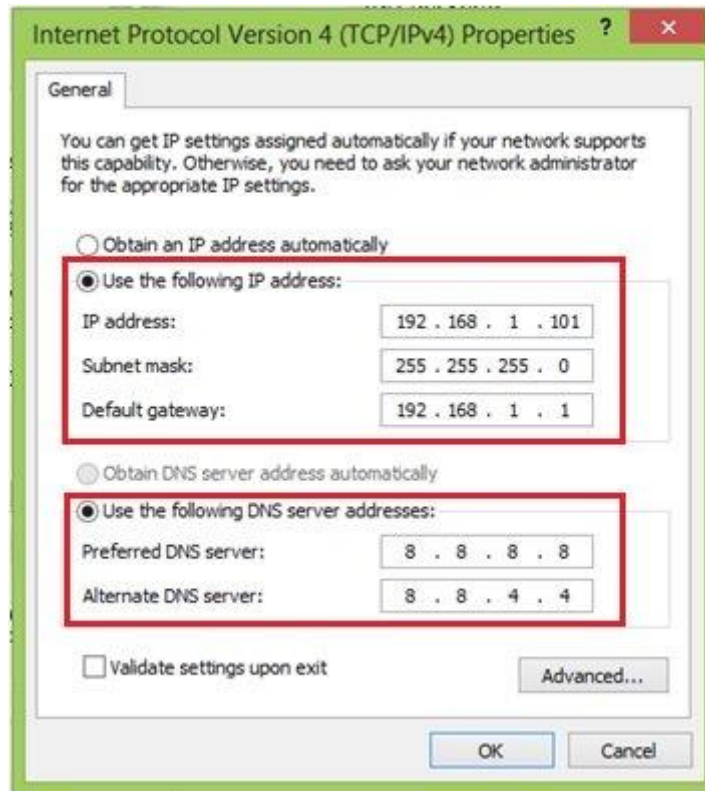 Internet Protocol Version 4 (TCP/IPv4) Properties ? ×
General
You can get IP settings assigned automatically if your network supports
this capability. Otherwise, you need to ask your network administrator
for the appropriate IP settings.
Obtain an IP address automatically
Use the following IP address:
IP address: 192 . 168 . 1 . 101
Subnet mask: 255 . 255 . 255 . 0
Default gateway: 192 . 168 . 1 . 1
Obtain DNS server address automatically
Use the following DNS server addresses:
Preferred DNS server: 8 . 8 . 8 . 8
Alternate DNS server: 8 . 8 . 4 . 4
Validate settings upon exit
Advanced...
OK Cancel